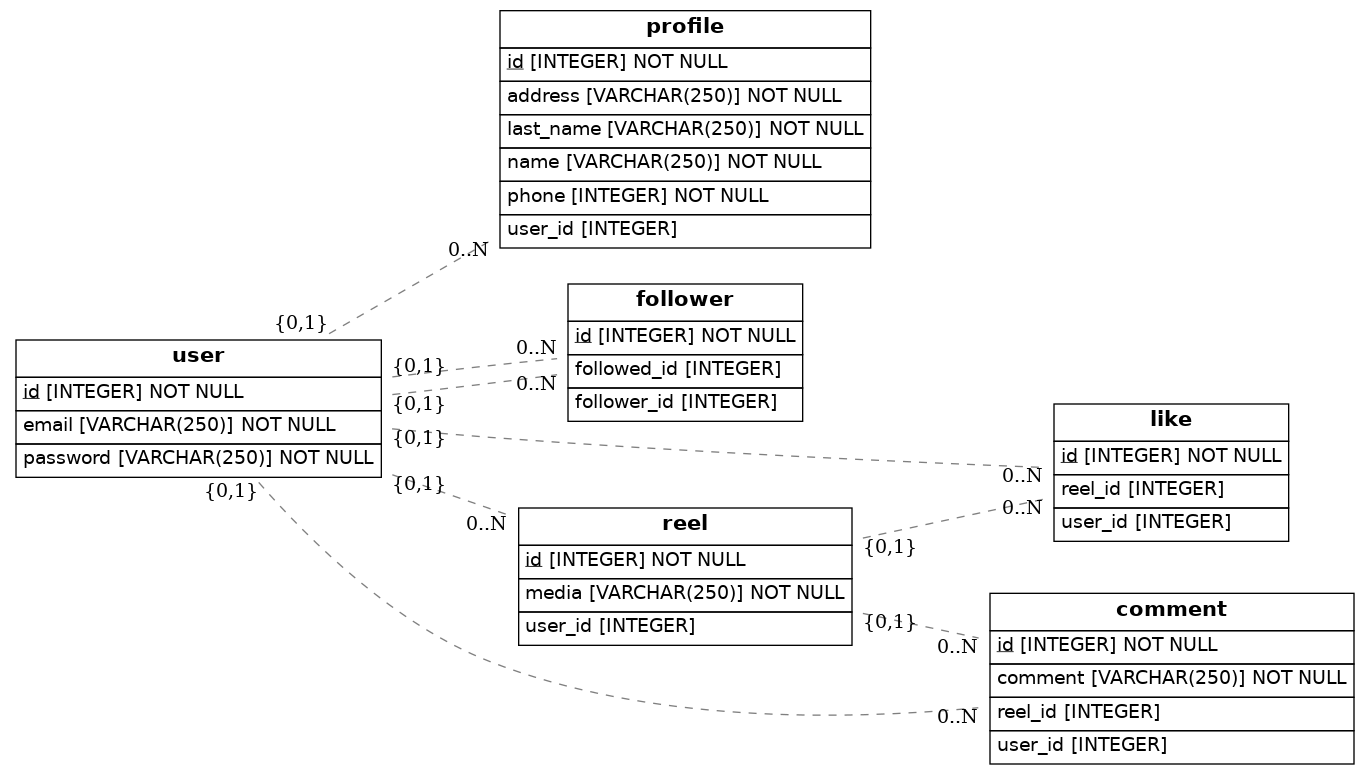 profile
id [INTEGER] NOT NULL
address [VARCHAR(250)] NOT NULL
last_name [VARCHAR(250)] NOT NULL
name [VARCHAR(250)] NOT NULL
phone [INTEGER] NOT NULL
user_id [INTEGER]
0..N
{0,1}
user
id [INTEGER] NOT NULL
email [VARCHAR(250)] NOT NULL
password [VARCHAR(250)] NOT NULL
{0,1}
0..N
{0,1}
0..N
follower
id [INTEGER] NOT NULL
followed_id [INTEGER]
follower_id [INTEGER]
{0,1}
0..N
{0,1}
0..N
{0,1}
0..N
like
id [INTEGER] NOT NULL
reel_id [INTEGER]
user_id [INTEGER]
reel
id [INTEGER] NOT NULL
media [VARCHAR(250)] NOT NULL
user_id [INTEGER]
{0,1}
0..N
{0,1}
0..N
comment
id [INTEGER] NOT NULL
comment [VARCHAR(250)] NOT NULL
reel_id [INTEGER]
user_id [INTEGER]
0..N